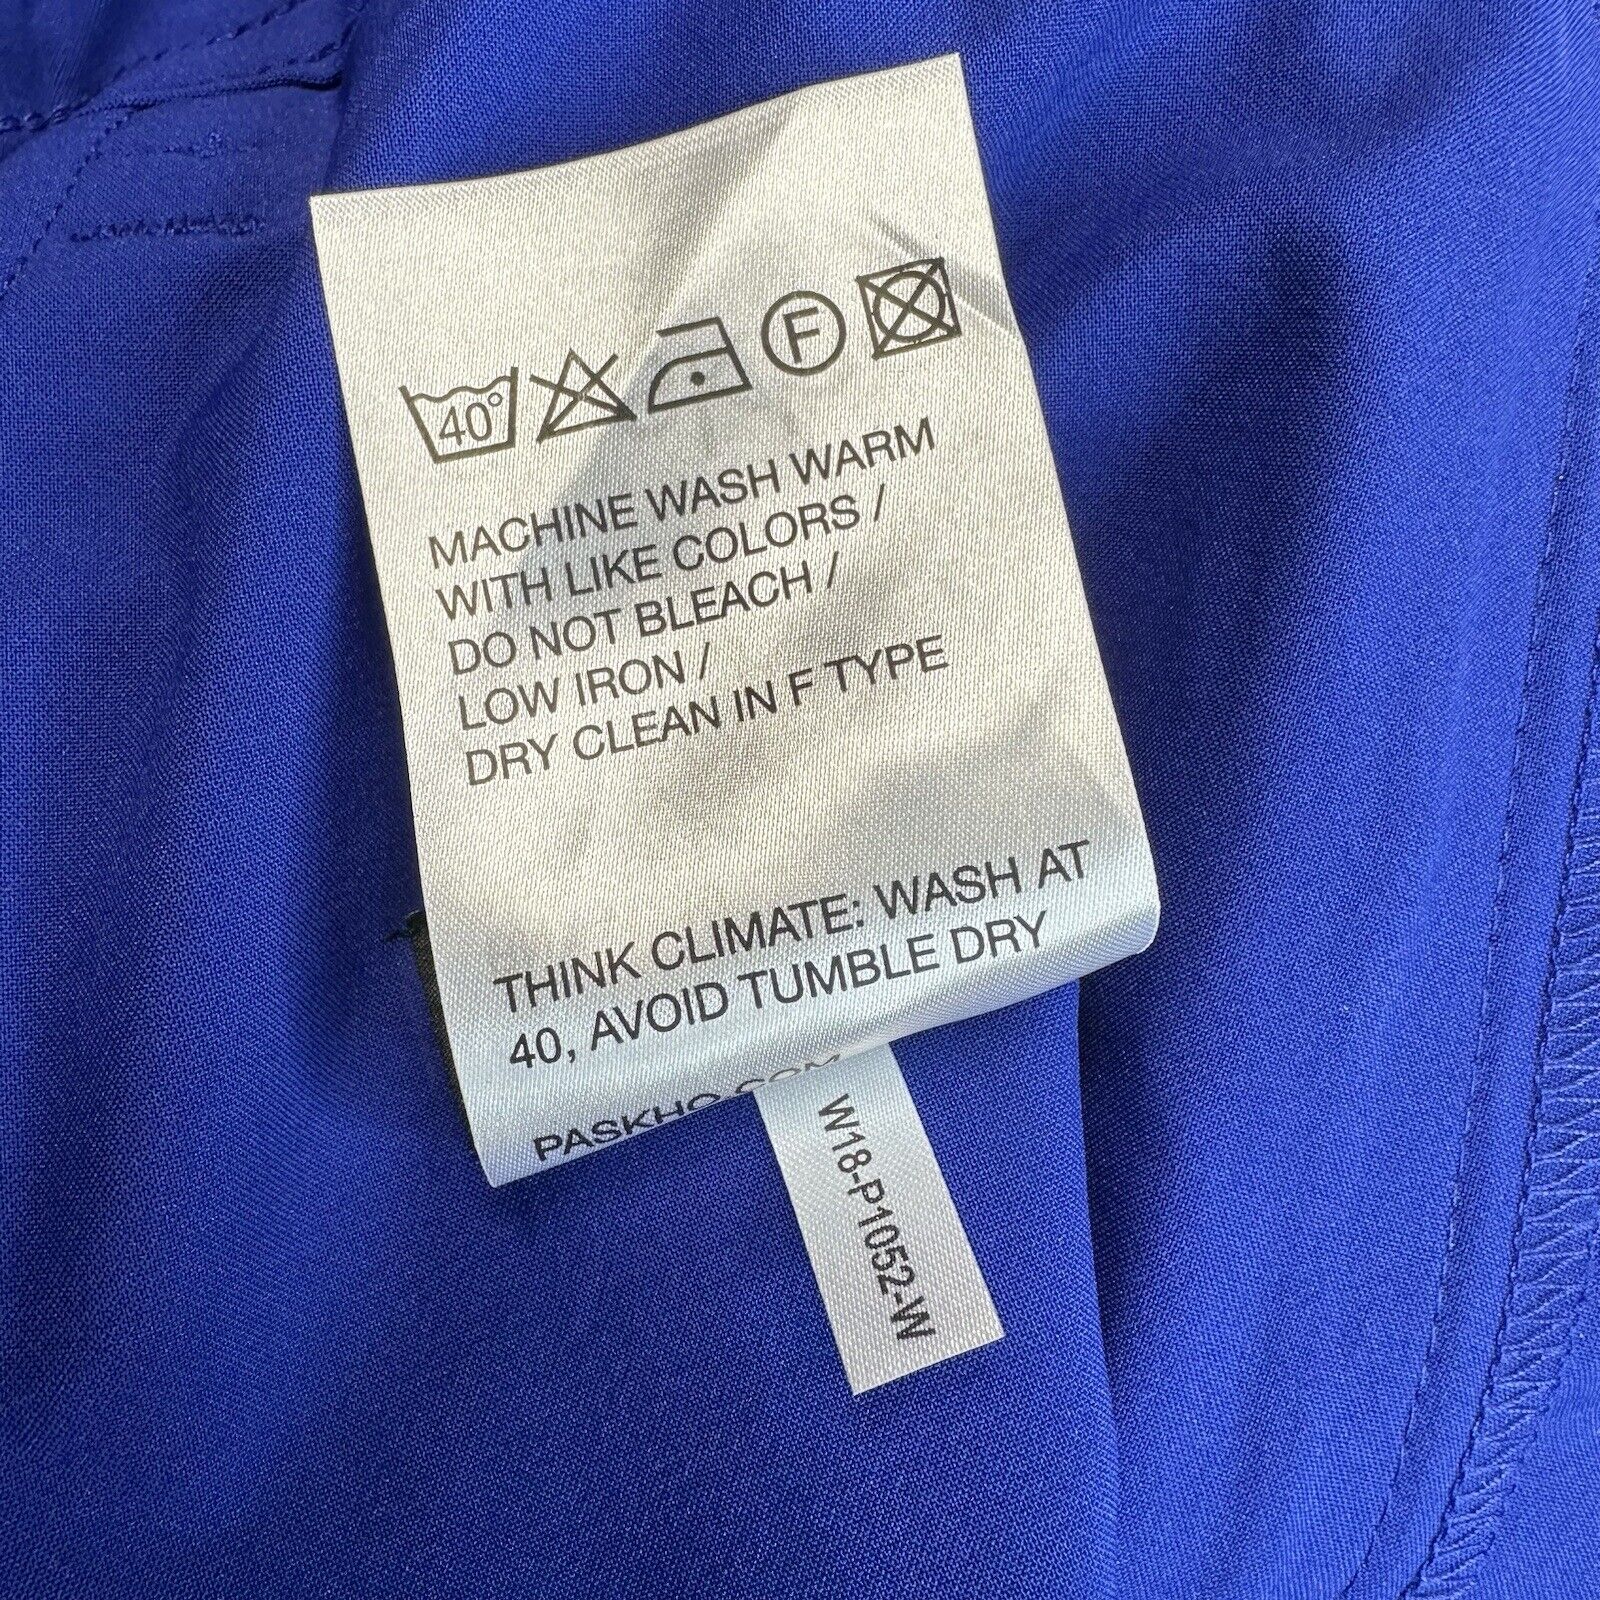 40°
F
MACHINE WASH WARM
WITH LIKE COLORS /
DO NOT BLEACH /
LOW IRON /
DRY CLEAN IN F TYPE
THINK CLIMATE: WASH AT
40, AVOID TUMBLE DRY
PASKHO.COM
W18-P1052-W